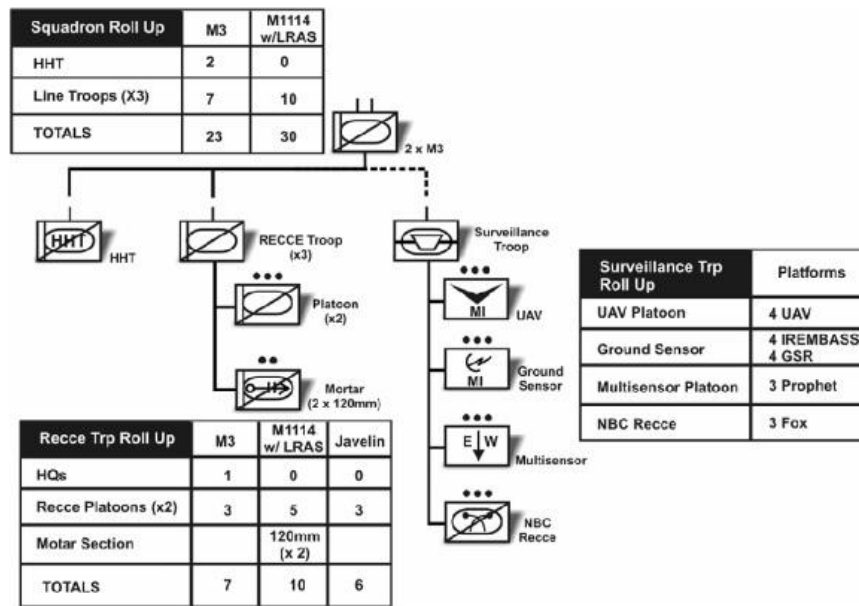 Squadron Roll Up M3 M1114 w/LRAS
HHT 2 0
Line Troops (X3) 7 10
TOTALS 23 30
2 x M3
HHT
HHT
RECCE Troop
(x3)
Surveillance
Troop
Platoon
(x2)
Mortar
(2 x 120mm)
MI
UAV
MI
Ground
Sensor
E W
Multisensor
NBC
Recce
Surveillance Trp
Roll Up
Platforms
UAV Platoon 4 UAV
Ground Sensor 4 IREMBASS
4 GSR
Multisensor Platoon 3 Prophet
NBC Recce 3 Fox
Recce Trp Roll Up M3 M1114 w/ LRAS Javelin
HQs 1 0 0
Recce Platoons (x2) 3 5 3
Motar Section 120mm (x 2)
TOTALS 7 10 6